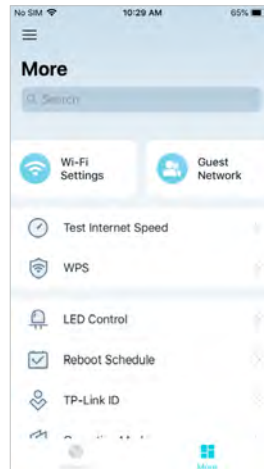 No SIM 10:29 AM 65%
More
Search
Wi-Fi
Settings
Guest
Network
Test Internet Speed
WPS
LED Control
Reboot Schedule
TP-Link ID
More